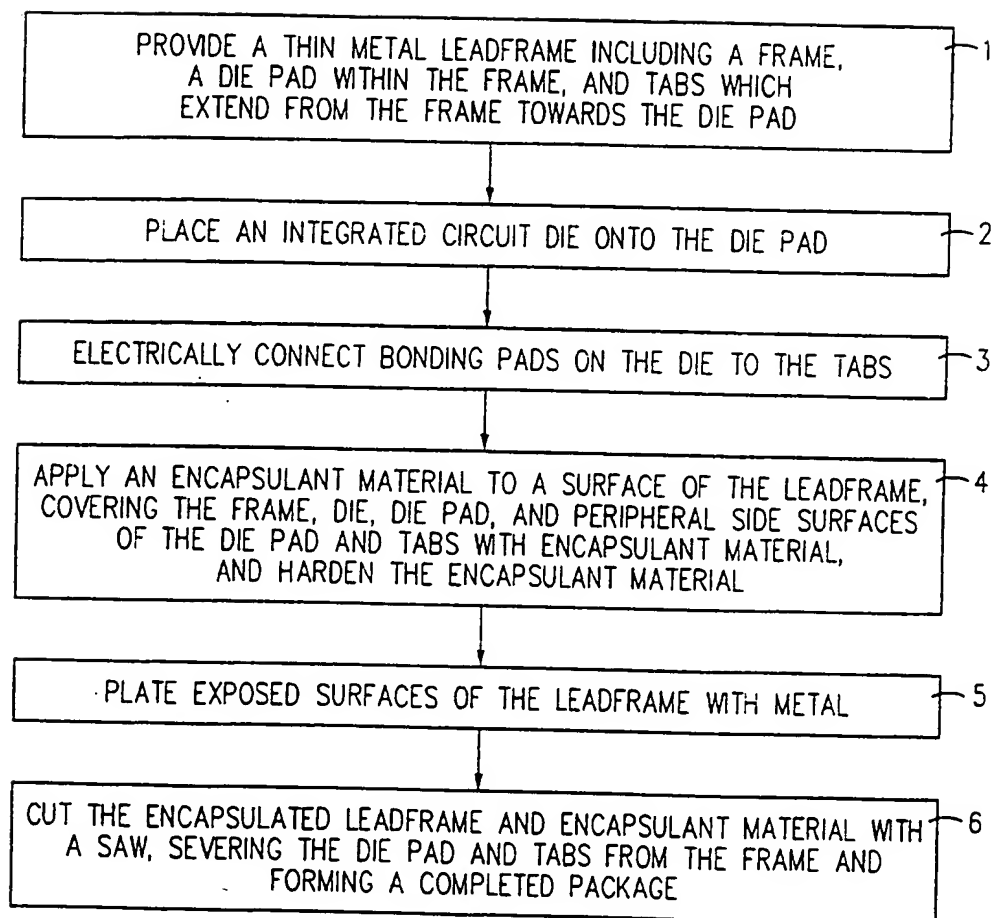 PROVIDE A THIN METAL LEADFRAME INCLUDING A FRAME,
A DIE PAD WITHIN THE FRAME, AND TABS WHICH
EXTEND FROM THE FRAME TOWARDS THE DIE PAD
1
PLACE AN INTEGRATED CIRCUIT DIE ONTO THE DIE PAD
2
ELECTRICALLY CONNECT BONDING PADS ON THE DIE TO THE TABS
3
APPLY AN ENCAPSULANT MATERIAL TO A SURFACE OF THE LEADFRAME,
COVERING THE FRAME, DIE, DIE PAD, AND PERIPHERAL SIDE SURFACES
OF THE DIE PAD AND TABS WITH ENCAPSULANT MATERIAL,
AND HARDEN THE ENCAPSULANT MATERIAL
4
PLATE EXPOSED SURFACES OF THE LEADFRAME WITH METAL
5
CUT THE ENCAPSULATED LEADFRAME AND ENCAPSULANT MATERIAL WITH
A SAW, SEVERING THE DIE PAD AND TABS FROM THE FRAME AND
FORMING A COMPLETED PACKAGE
6